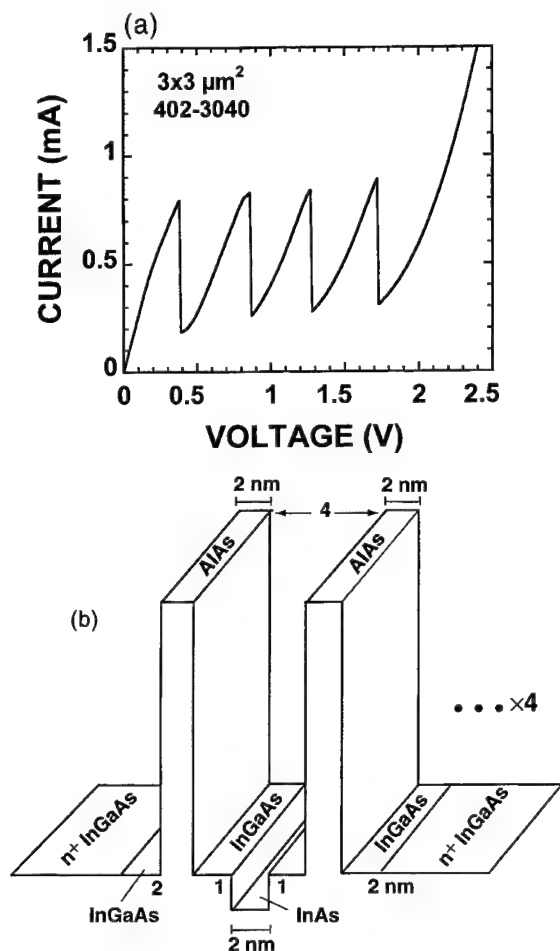 (a)
1.5
3x3 µm²
402-3040
1
0.5
0
CURRENT (mA)
0 0.5 1 1.5 2 2.5
VOLTAGE (V)
2 nm 2 nm
4
AlAs AlAs
(b)
• • • ×4
n⁺ InGaAs InGaAs InGaAs n⁺ InGaAs
2 1 1 2 nm
InGaAs InAs
2 nm